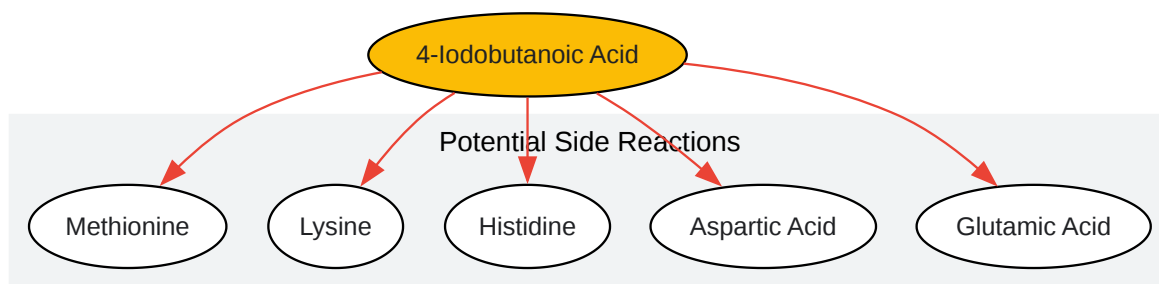 4-Iodobutanoic Acid
Potential Side Reactions
Methionine
Lysine
Histidine
Aspartic Acid
Glutamic Acid